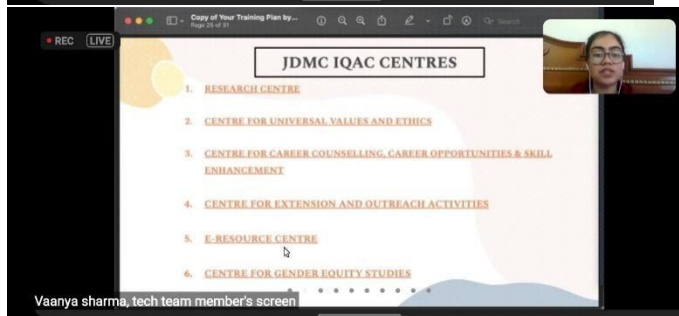 Copy of Your Training Plan by...
Page 25 of 31
Search
REC LIVE
JDMC IQAC CENTRES
1. RESEARCH CENTRE
2. CENTRE FOR UNIVERSAL VALUES AND ETHICS
3. CENTRE FOR CAREER COUNSELLING, CAREER OPPORTUNITIES & SKILL
ENHANCEMENT
4. CENTRE FOR EXTENSION AND OUTREACH ACTIVITIES
5. E-RESOURCE CENTRE
6. CENTRE FOR GENDER EQUITY STUDIES
Vaanya sharma, tech team member's screen